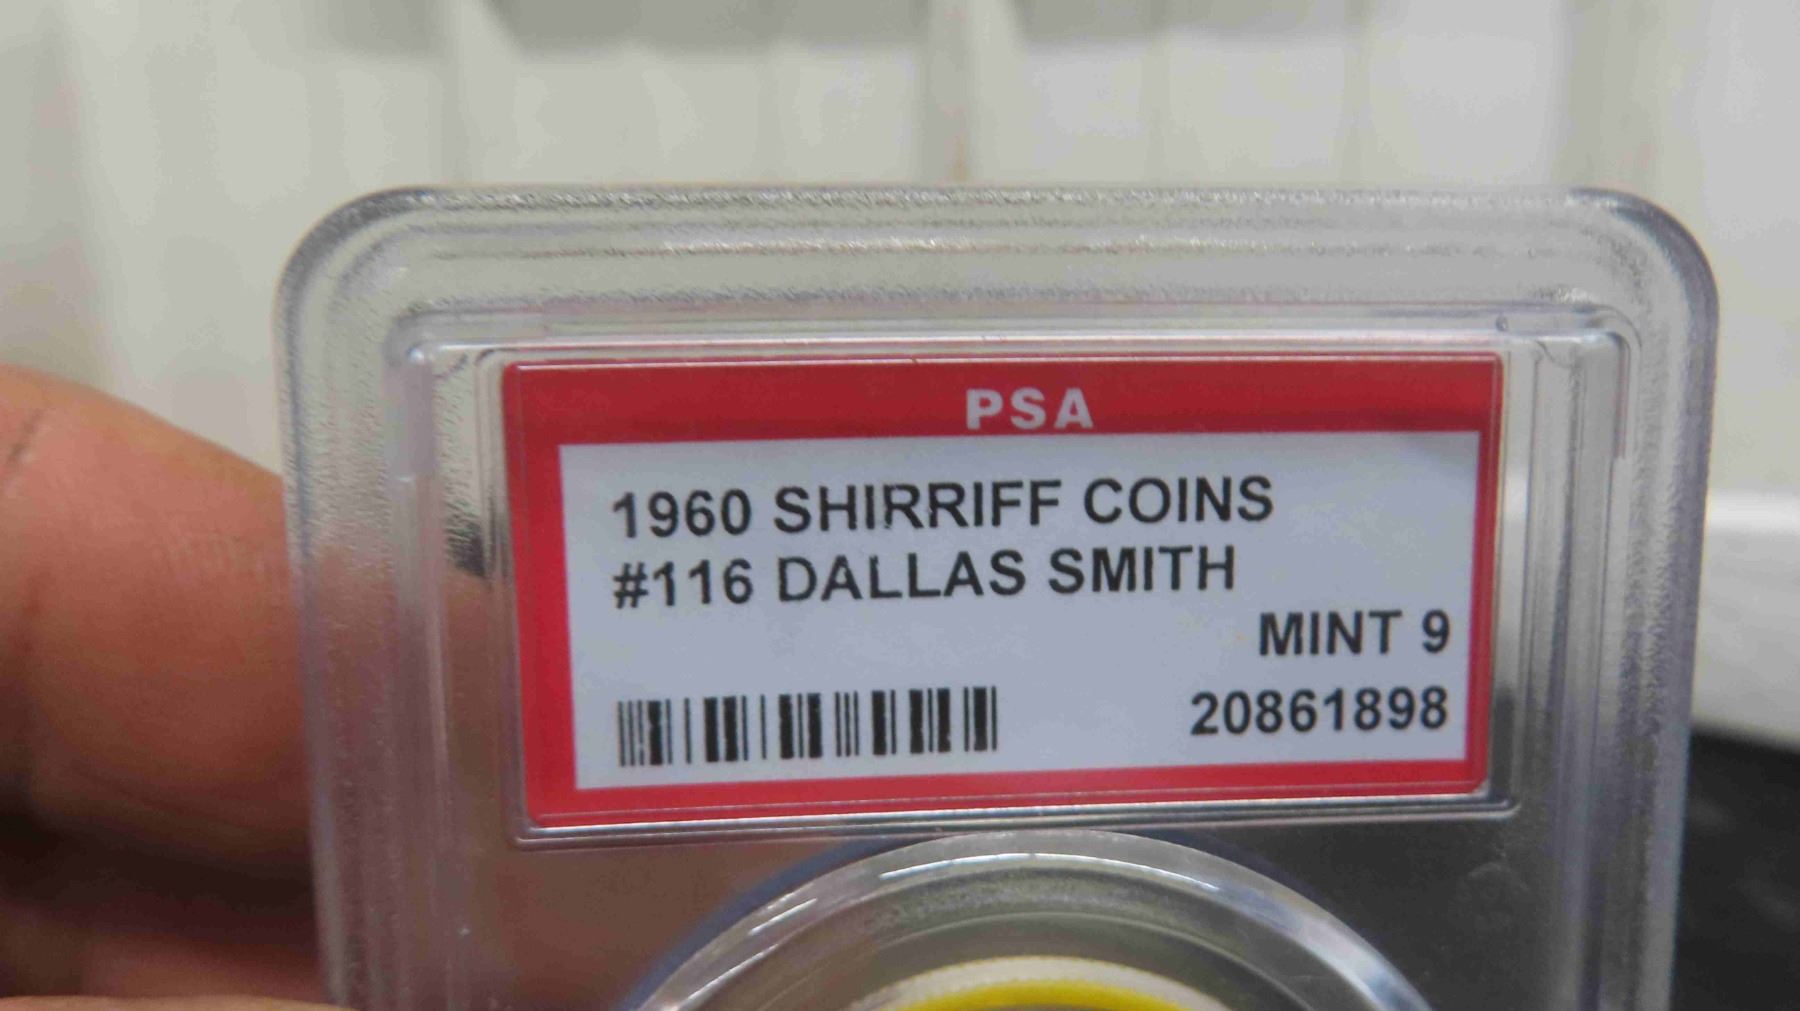 PSA
1960 SHIRRIFF COINS
#116 DALLAS SMITH
MINT 9
20861898